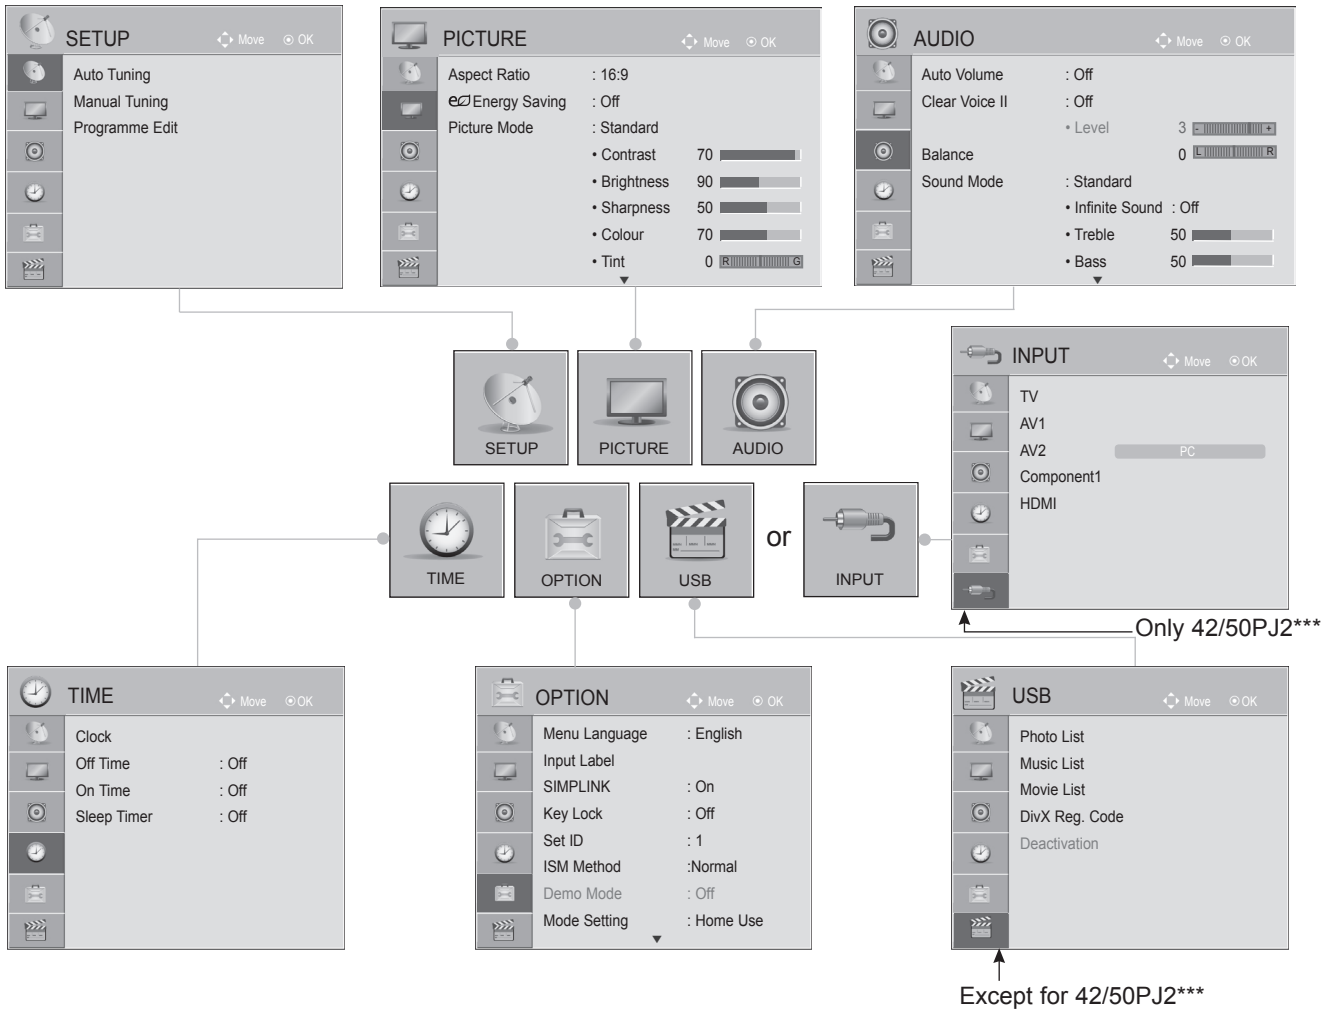 SETUP Move OK
Auto Tuning
Manual Tuning
Programme Edit
PICTURE Move OK
Aspect Ratio : 16:9
Energy Saving : Off
Picture Mode : Standard
• Contrast 70
• Brightness 90
• Sharpness 50
• Colour 70
• Tint 0 R G
AUDIO Move OK
Auto Volume : Off
Clear Voice II : Off
• Level 3 - +
Balance 0 L R
Sound Mode : Standard
• Infinite Sound : Off
• Treble 50
• Bass 50
SETUP
PICTURE
AUDIO
TIME
OPTION
USB
or
INPUT
INPUT Move OK
TV
AV1
AV2
Component1
HDMI
PC
Only 42/50PJ2***
TIME Move OK
Clock
Off Time : Off
On Time : Off
Sleep Timer : Off
OPTION Move OK
Menu Language : English
Input Label
SIMPLINK : On
Key Lock : Off
Set ID : 1
ISM Method :Normal
Demo Mode : Off
Mode Setting : Home Use
USB Move OK
Photo List
Music List
Movie List
DivX Reg. Code
Deactivation
Except for 42/50PJ2***